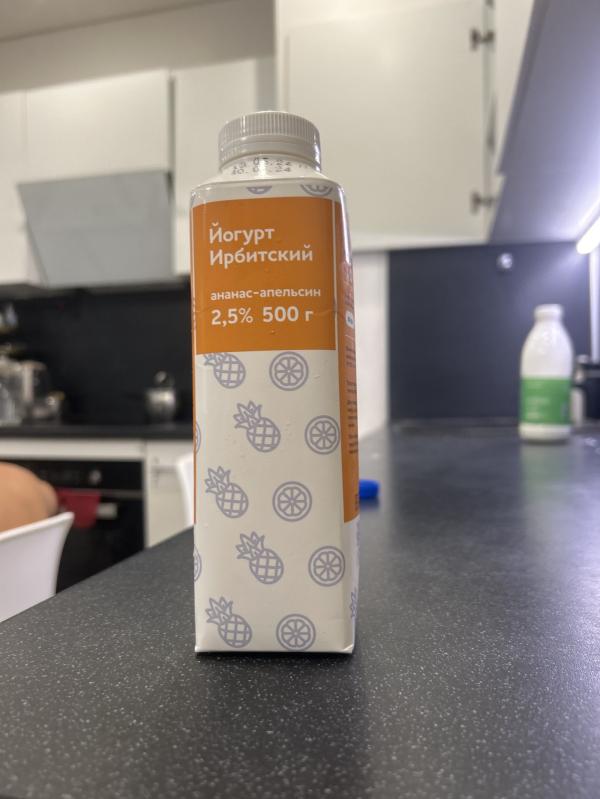 Йогурт
Ирбитский
ананас-апельсин
2,5% 500 г